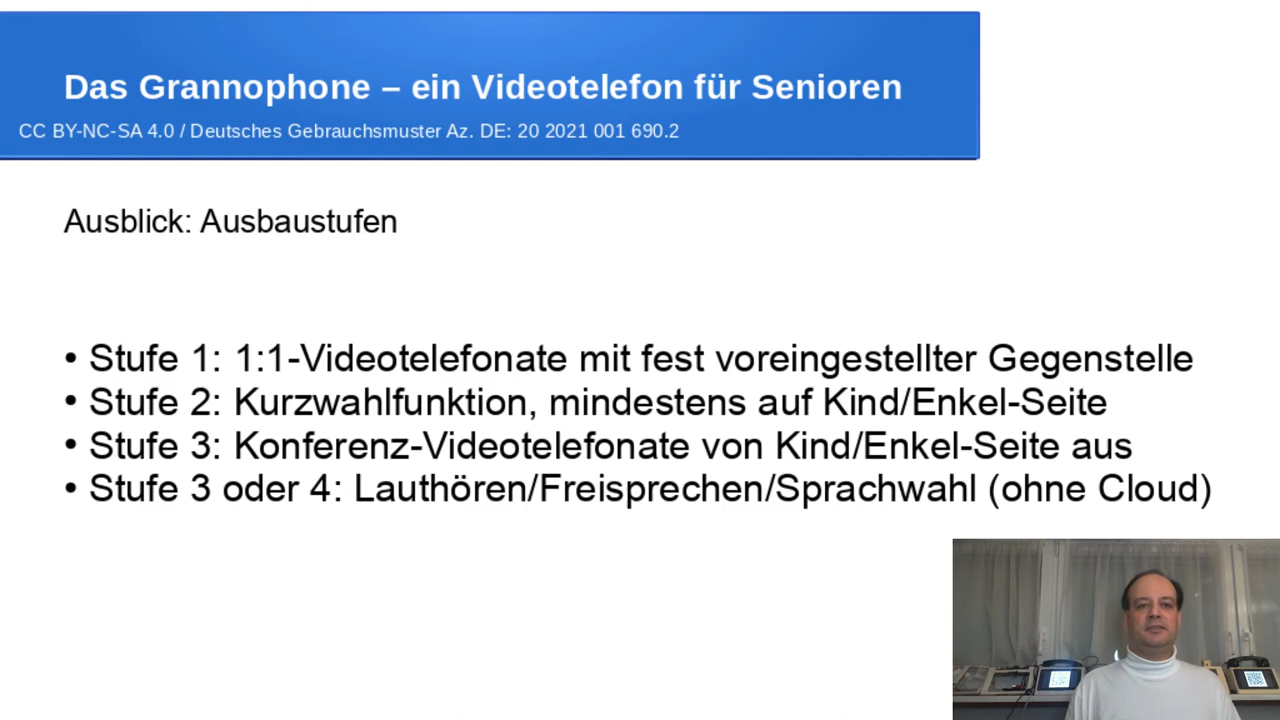 Das Grannophone – ein Videotelefon für Senioren
CC BY-NC-SA 4.0 / Deutsches Gebrauchsmuster Az. DE: 20 2021 001 690.2
Ausblick: Ausbaustufen
• Stufe 1: 1:1-Videotelefonate mit fest voreingestellter Gegenstelle
• Stufe 2: Kurzwahlfunktion, mindestens auf Kind/Enkel-Seite
• Stufe 3: Konferenz-Videotelefonate von Kind/Enkel-Seite aus
• Stufe 3 oder 4: Lauthören/Freisprechen/Sprachwahl (ohne Cloud)